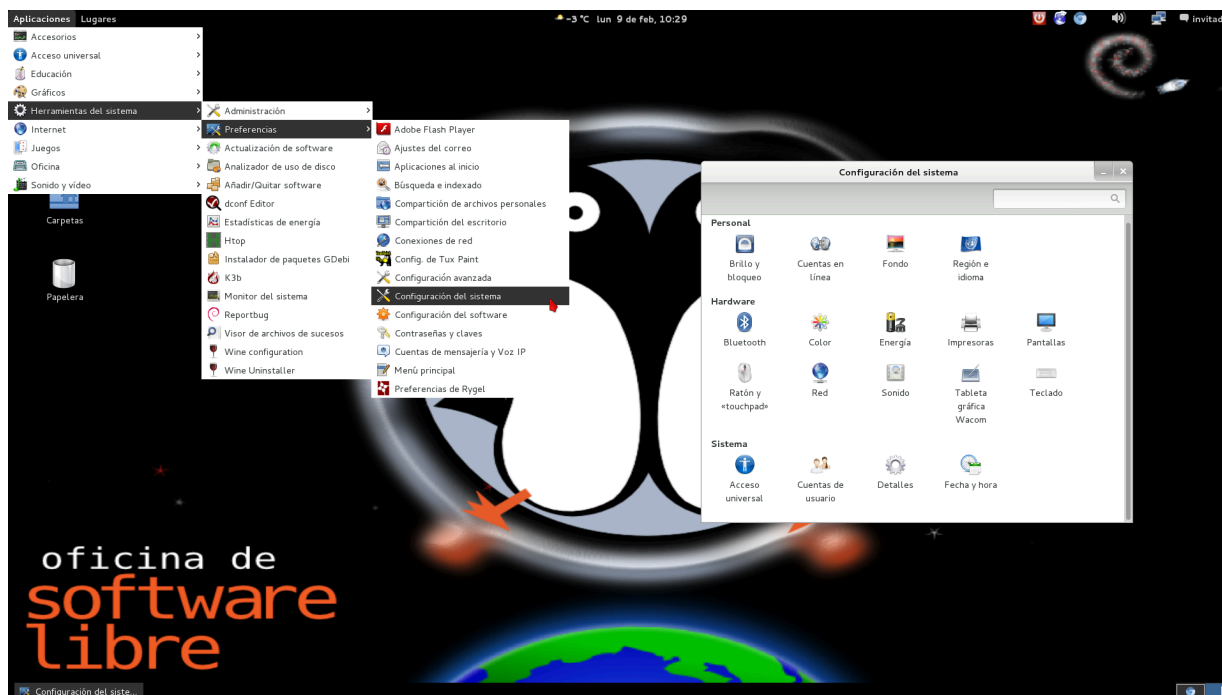 Aplicaciones Lugares
-3 °C lun 9 de feb, 10:29
invitad
Accesorios
Acceso universal
Educación
Gráficos
Herramientas del sistema
Internet
Juegos
Oficina
Sonido y vídeo
Administración
Preferencias
Actualización de software
Analizador de uso de disco
Añadir/Quitar software
dconf Editor
Estadísticas de energía
Htop
Instalador de paquetes GDebi
K3b
Monitor del sistema
Reportbug
Visor de archivos de sucesos
Wine configuration
Wine Uninstaller
Adobe Flash Player
Ajustes del correo
Aplicaciones al inicio
Búsqueda e indexado
Compartición de archivos personales
Compartición del escritorio
Conexiones de red
Config. de Tux Paint
Configuración avanzada
Configuración del sistema
Configuración del software
Contraseñas y claves
Cuentas de mensajería y Voz IP
Menú principal
Preferencias de Rygel
Carpetas
Papelera
Configuración del sistema
Personal
Brillo y
bloqueo
Cuentas en
línea
Fondo
Región e
idioma
Hardware
Bluetooth
Color
Energía
Impresoras
Pantallas
Ratón y
«touchpad»
Red
Sonido
Tableta
gráfica
Wacom
Teclado
Sistema
Acceso
universal
Cuentas de
usuario
Detalles
Fecha y hora
oficina de
software
libre
Configuración del siste...